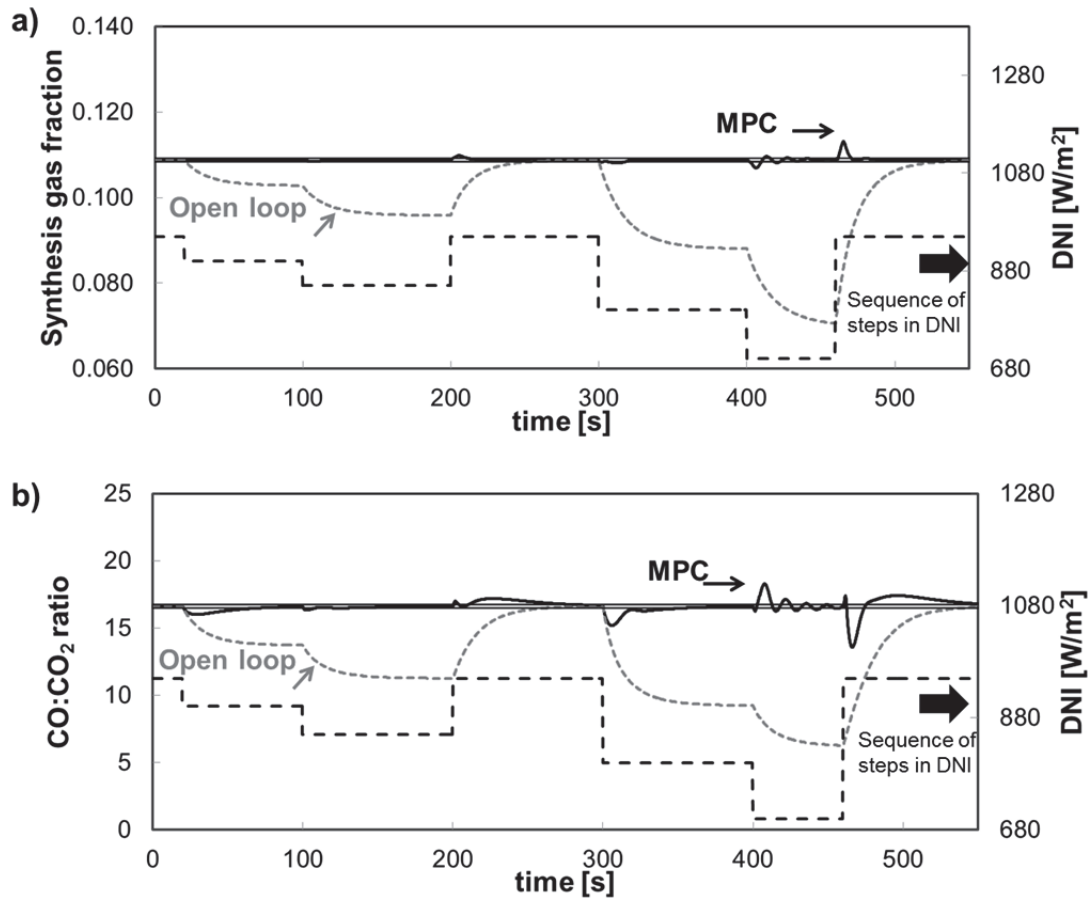 a)
Synthesis gas fraction
0.140
0.120
0.100
0.080
0.060
MPC
Open loop
Sequence of
steps in DNI
1280
1080
880
680
DNI [W/m²]
0 100 200 300 400 500
time [s]
b)
CO:CO₂ ratio
25
20
15
10
5
0
MPC
Open loop
Sequence of
steps in DNI
1280
1080
880
680
DNI [W/m²]
0 100 200 300 400 500
time [s]